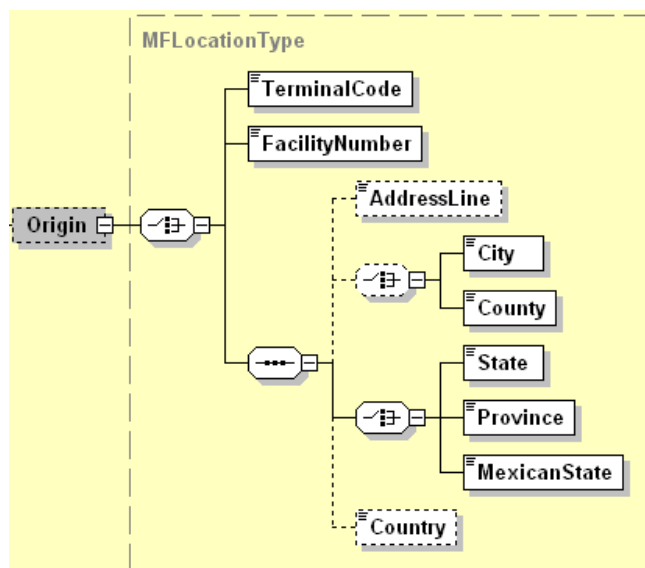 MFLocationType
TerminalCode
FacilityNumber
Origin
AddressLine
City
County
State
Province
MexicanState
Country